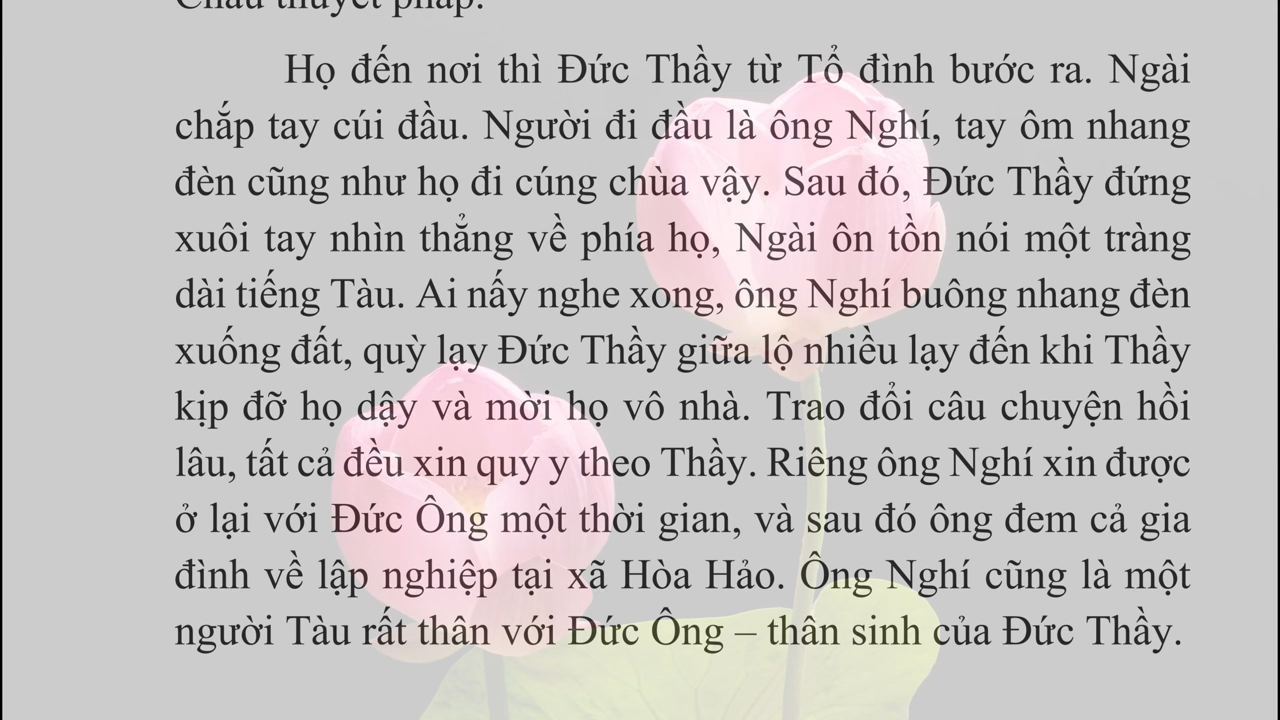 Châu thuyết pháp.
Họ đến nơi thì Đức Thầy từ Tổ đình bước ra. Ngài
chắp tay cúi đầu. Người đi đầu là ông Nghí, tay ôm nhang
đèn cũng như họ đi cúng chùa vậy. Sau đó, Đức Thầy đứng
xuôi tay nhìn thẳng về phía họ, Ngài ôn tồn nói một tràng
dài tiếng Tàu. Ai nấy nghe xong, ông Nghí buông nhang đèn
xuống đất, quỳ lạy Đức Thầy giữa lộ nhiều lạy đến khi Thầy
kịp đỡ họ dậy và mời họ vô nhà. Trao đổi câu chuyện hồi
lâu, tất cả đều xin quy y theo Thầy. Riêng ông Nghí xin được
ở lại với Đức Ông một thời gian, và sau đó ông đem cả gia
đình về lập nghiệp tại xã Hòa Hảo. Ông Nghí cũng là một
người Tàu rất thân với Đức Ông – thân sinh của Đức Thầy.